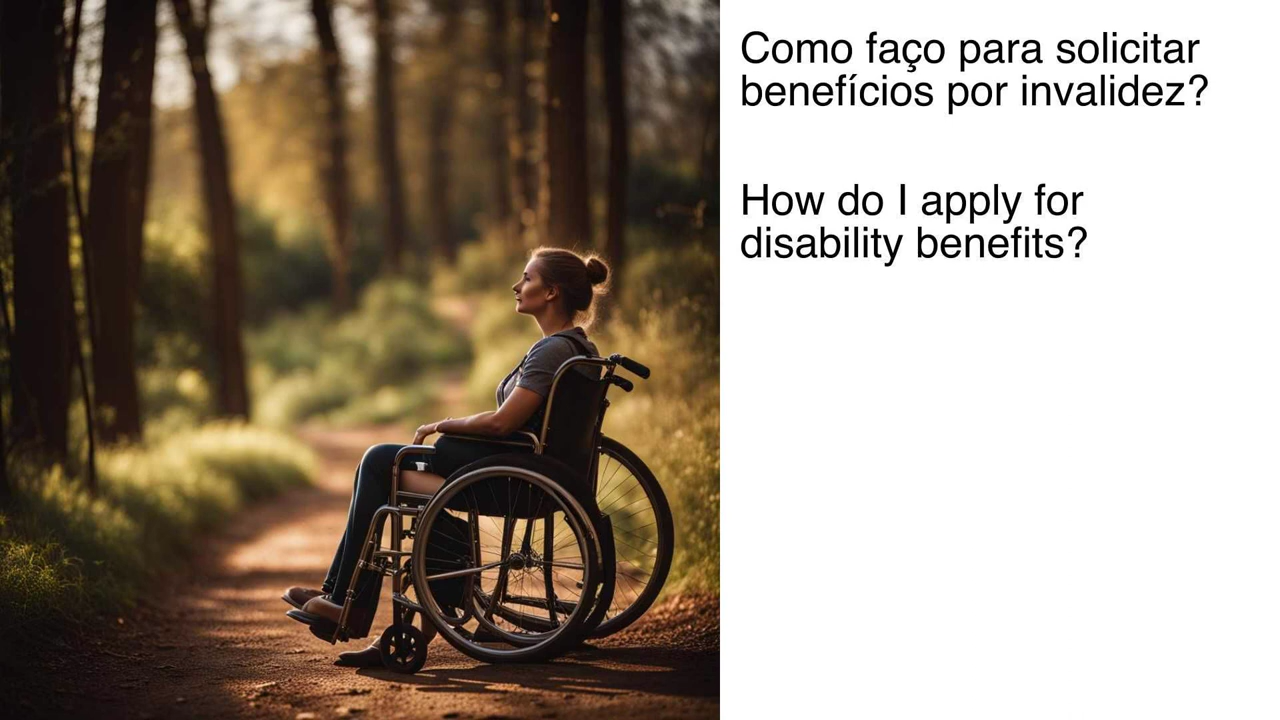 Como faço para solicitar
benefícios por invalidez?
How do I apply for
disability benefits?